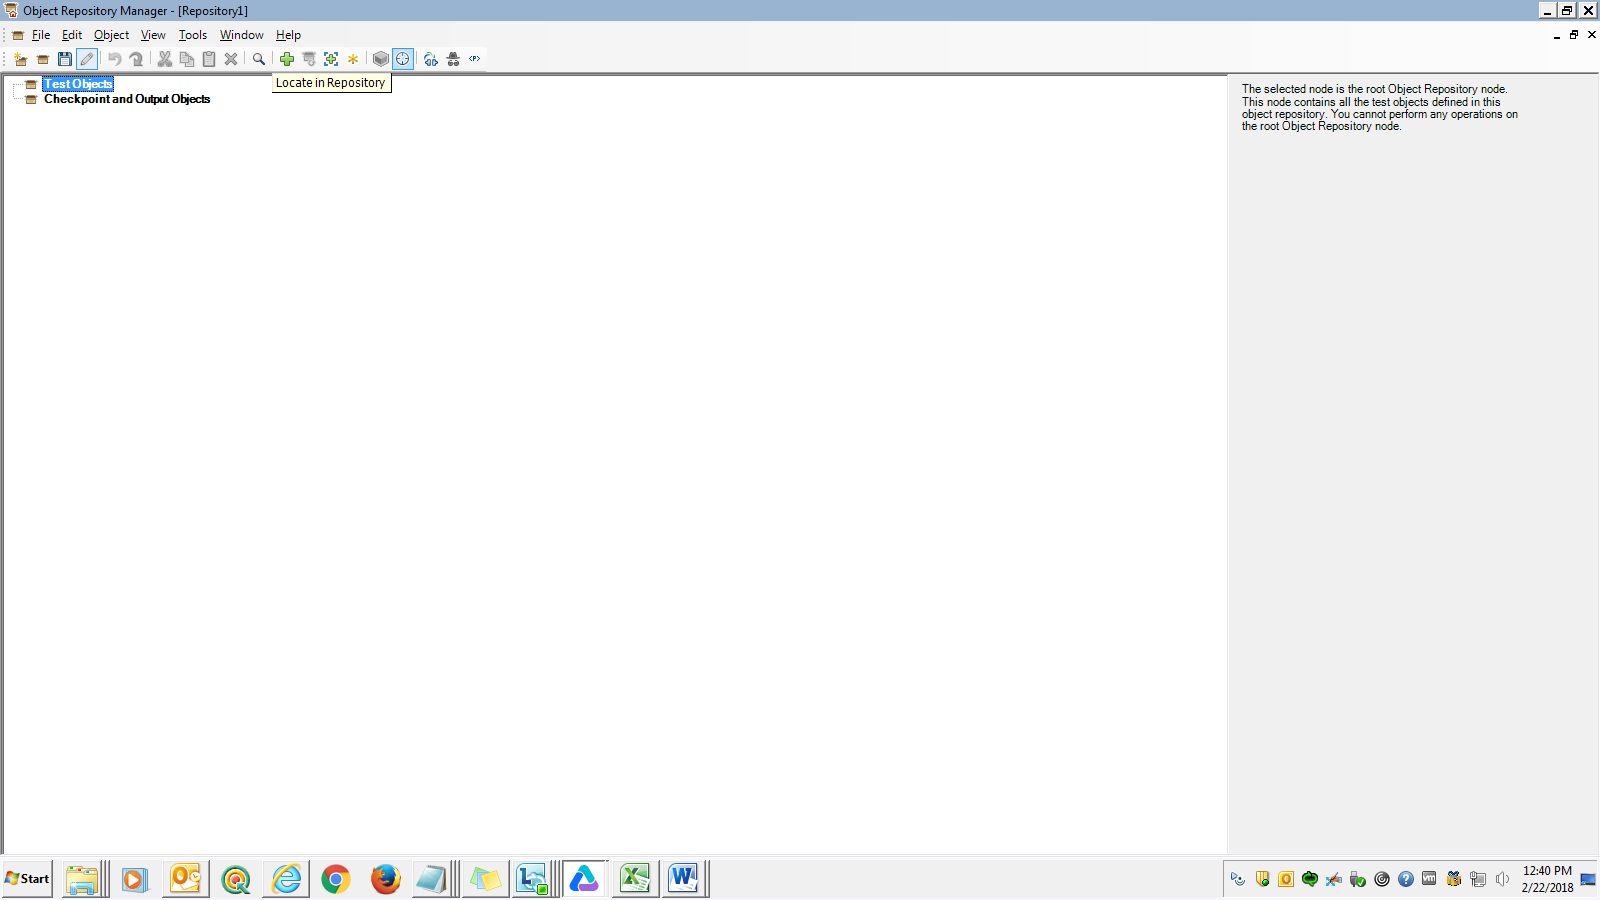 Object Repository Manager - [Repository1]
File Edit Object View Tools Window Help
Locate in Repository
Test Objects
Checkpoint and Output Objects
The selected node is the root Object Repository node.
This node contains all the test objects defined in this
object repository. You cannot perform any operations on
the root Object Repository node.
Start
12:40 PM
2/22/2018